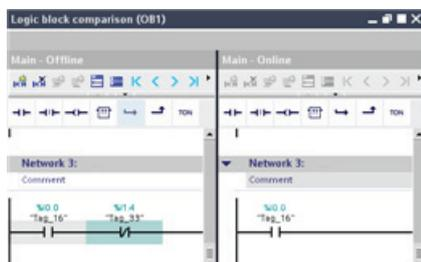 Logic block comparison (OB1)
Main - Offline
Main - Online
TON
TON
Network 3:
Comment
Network 3:
Comment
%I0.0
"Tag_16"
%I1.4
"Tag_33"
%I0.0
"Tag_16"